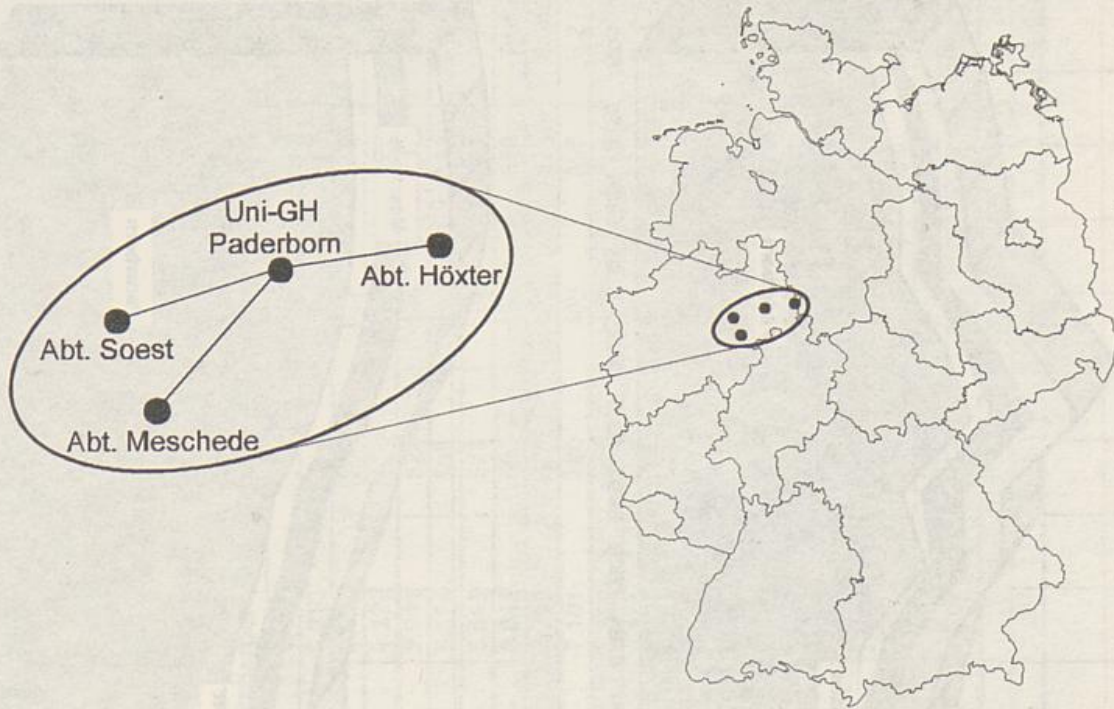 Uni-GH
Paderborn
Abt. Höxter
Abt. Soest
Abt. Meschede